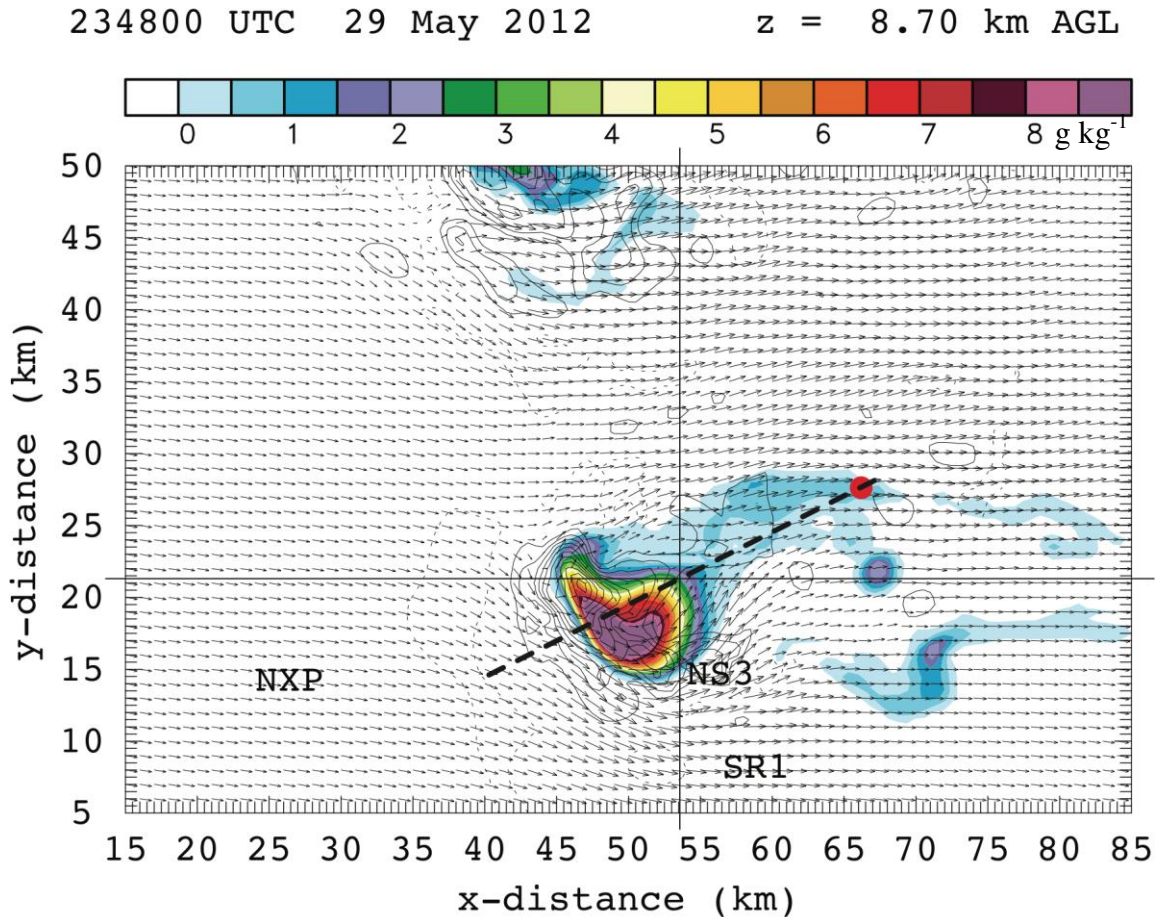 234800 UTC 29 May 2012 z = 8.70 km AGL
0 1 2 3 4 5 6 7 8 g kg⁻¹
50
45
40
35
30
25
20
15
10
5
y-distance (km)
NXP
NS3
SR1
15 20 25 30 35 40 45 50 55 60 65 70 75 80 85
x-distance (km)